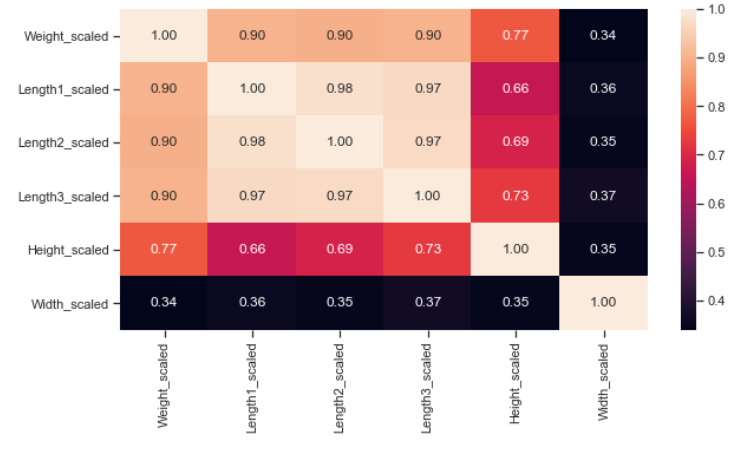 Weight_scaled 1.00 0.90 0.90 0.90 0.77 0.34
Length1_scaled 0.90 1.00 0.98 0.97 0.66 0.36
Length2_scaled 0.90 0.98 1.00 0.97 0.69 0.35
Length3_scaled 0.90 0.97 0.97 1.00 0.73 0.37
Height_scaled 0.77 0.66 0.69 0.73 1.00 0.35
Width_scaled 0.34 0.36 0.35 0.37 0.35 1.00
Weight_scaled
Length1_scaled
Length2_scaled
Length3_scaled
Height_scaled
Width_scaled
1.0
0.9
0.8
0.7
0.6
0.5
0.4